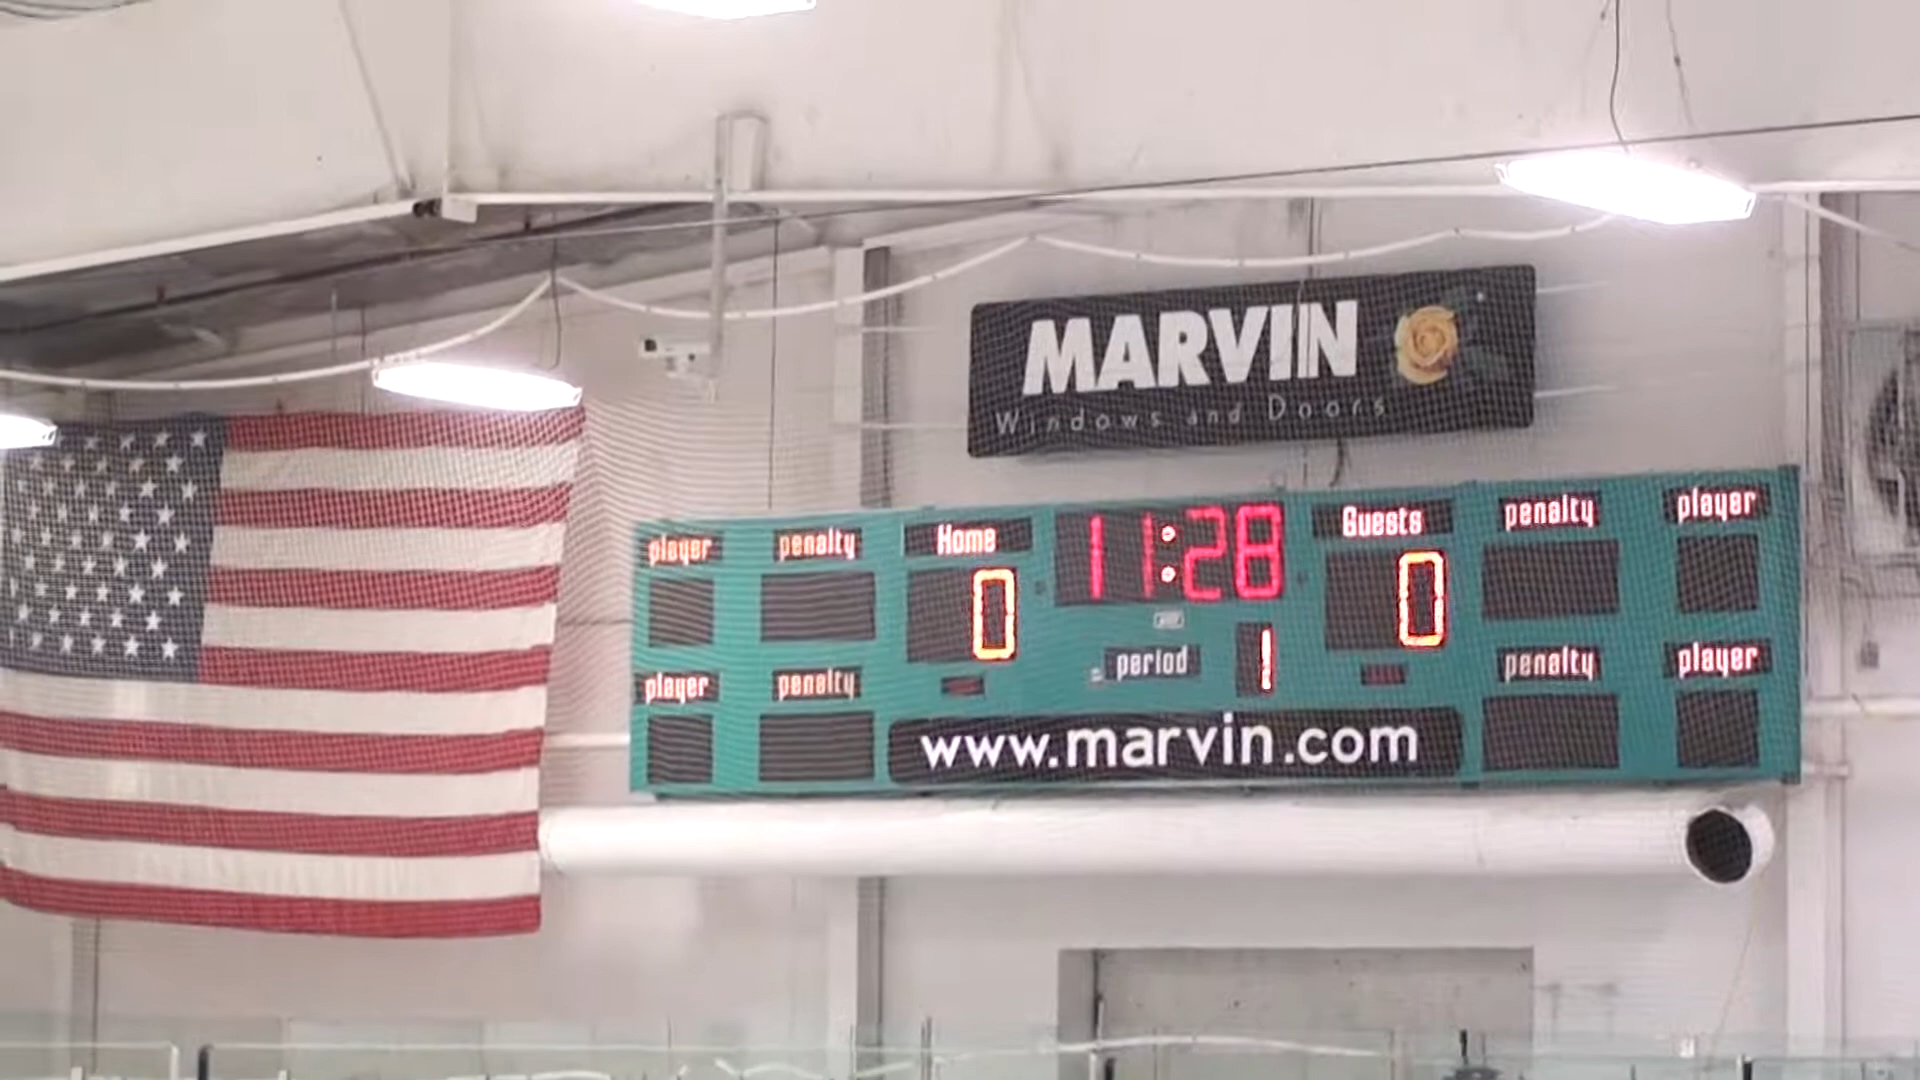 MARVIN
Windows and Doors
player penalty Home 11:28 Guests penalty player
0 0
period 1
player penalty penalty player
www.marvin.com